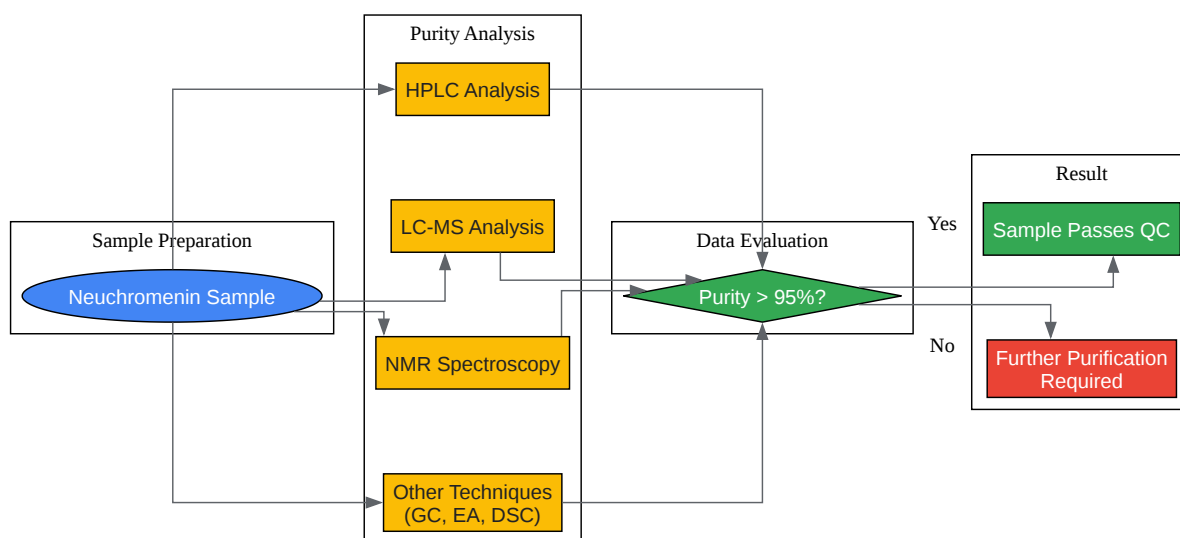 Sample Preparation
Neuchromenin Sample
Purity Analysis
HPLC Analysis
LC-MS Analysis
NMR Spectroscopy
Other Techniques
(GC, EA, DSC)
Data Evaluation
Purity > 95%?
Yes
No
Result
Sample Passes QC
Further Purification
Required